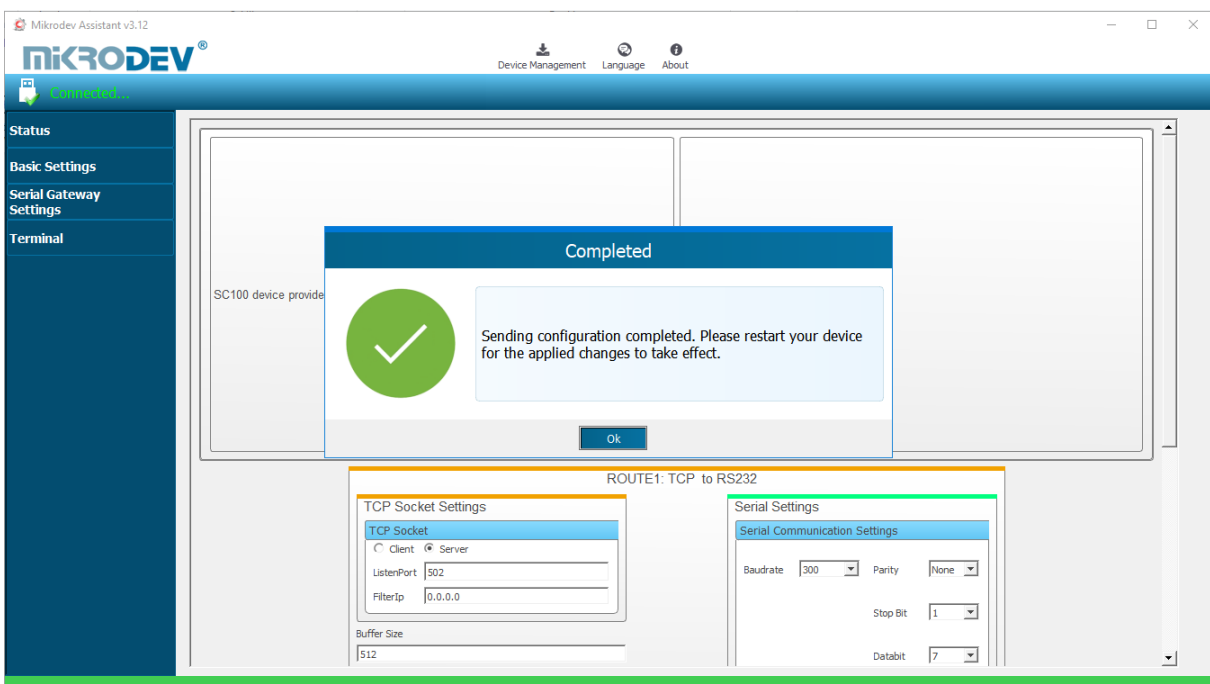 Mikrodev Assistant v3.12
MiKRODEV®
Device Management Language About
Connected...
Status
Basic Settings
Serial Gateway
Settings
Terminal
Completed
SC100 device provide
Sending configuration completed. Please restart your device
for the applied changes to take effect.
Ok
ROUTE1: TCP to RS232
TCP Socket Settings
TCP Socket
Client Server
ListenPort 502
FilterIp 0.0.0.0
Buffer Size
512
Serial Settings
Serial Communication Settings
Baudrate 300 Parity None
Stop Bit 1
Databit 7